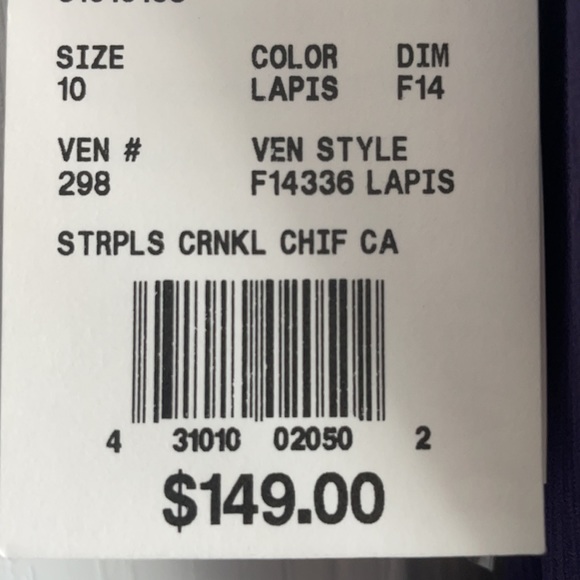 SIZE COLOR DIM
10 LAPIS F14
VEN # VEN STYLE
298 F14336 LAPIS
STRPLS CRNKL CHIF CA
4 31010 02050 2
$149.00